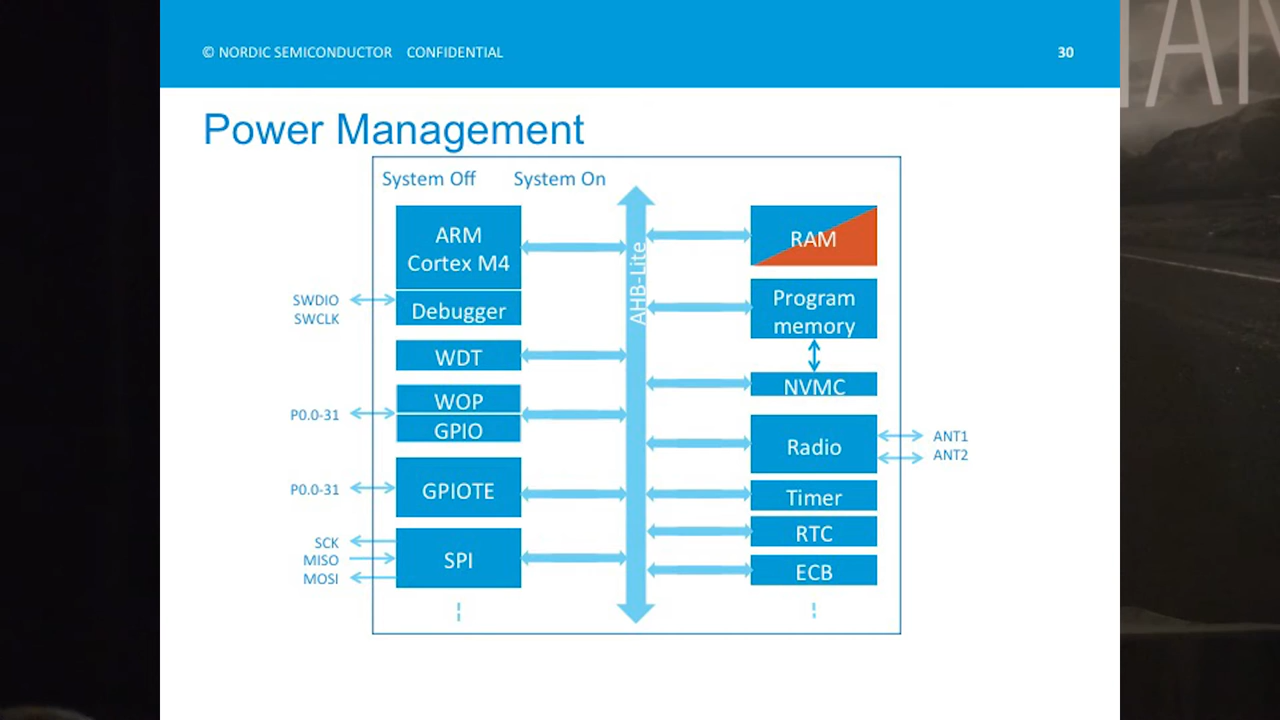 © NORDIC SEMICONDUCTOR CONFIDENTIAL 30
Power Management
System Off System On
ARM
Cortex M4
Debugger
SWDIO
SWCLK
WDT
WOP
GPIO
P0.0-31
GPIOTE
P0.0-31
SPI
SCK
MISO
MOSI
AHB-Lite
RAM
Program
memory
NVMC
Radio
ANT1
ANT2
Timer
RTC
ECB